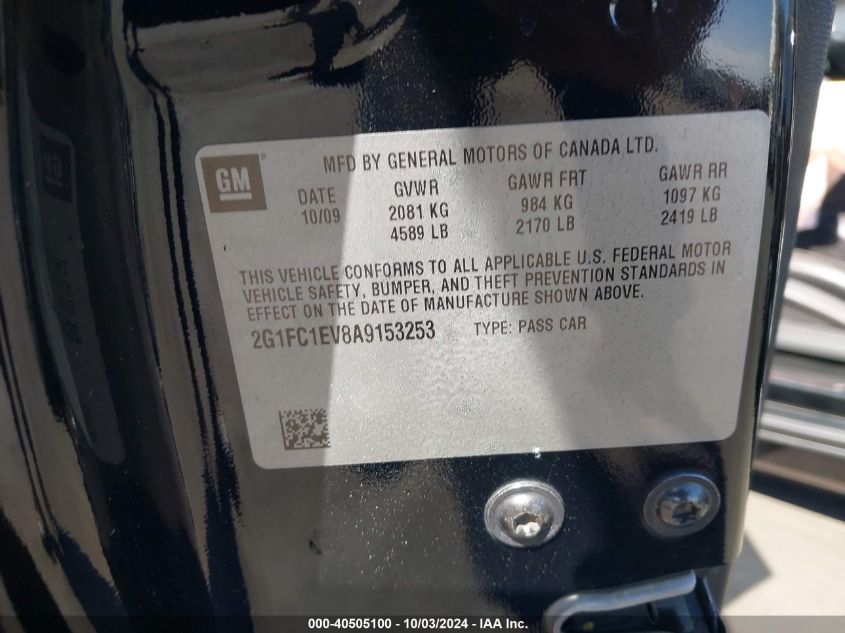 GM
MFD BY GENERAL MOTORS OF CANADA LTD.
DATE GVWR GAWR FRT GAWR RR
10/09 2081 KG 984 KG 1097 KG
4589 LB 2170 LB 2419 LB
THIS VEHICLE CONFORMS TO ALL APPLICABLE U.S. FEDERAL MOTOR
VEHICLE SAFETY, BUMPER, AND THEFT PREVENTION STANDARDS IN
EFFECT ON THE DATE OF MANUFACTURE SHOWN ABOVE.
2G1FC1EV8A9153253 TYPE: PASS CAR
000-40505100 - 10/03/2024 - IAA Inc.